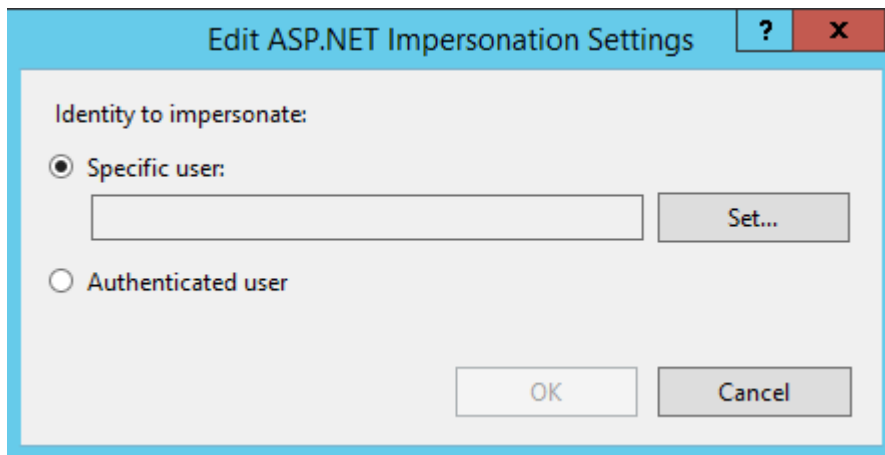 Edit ASP.NET Impersonation Settings
?
x
Identity to impersonate:
Specific user:
Set...
Authenticated user
OK
Cancel